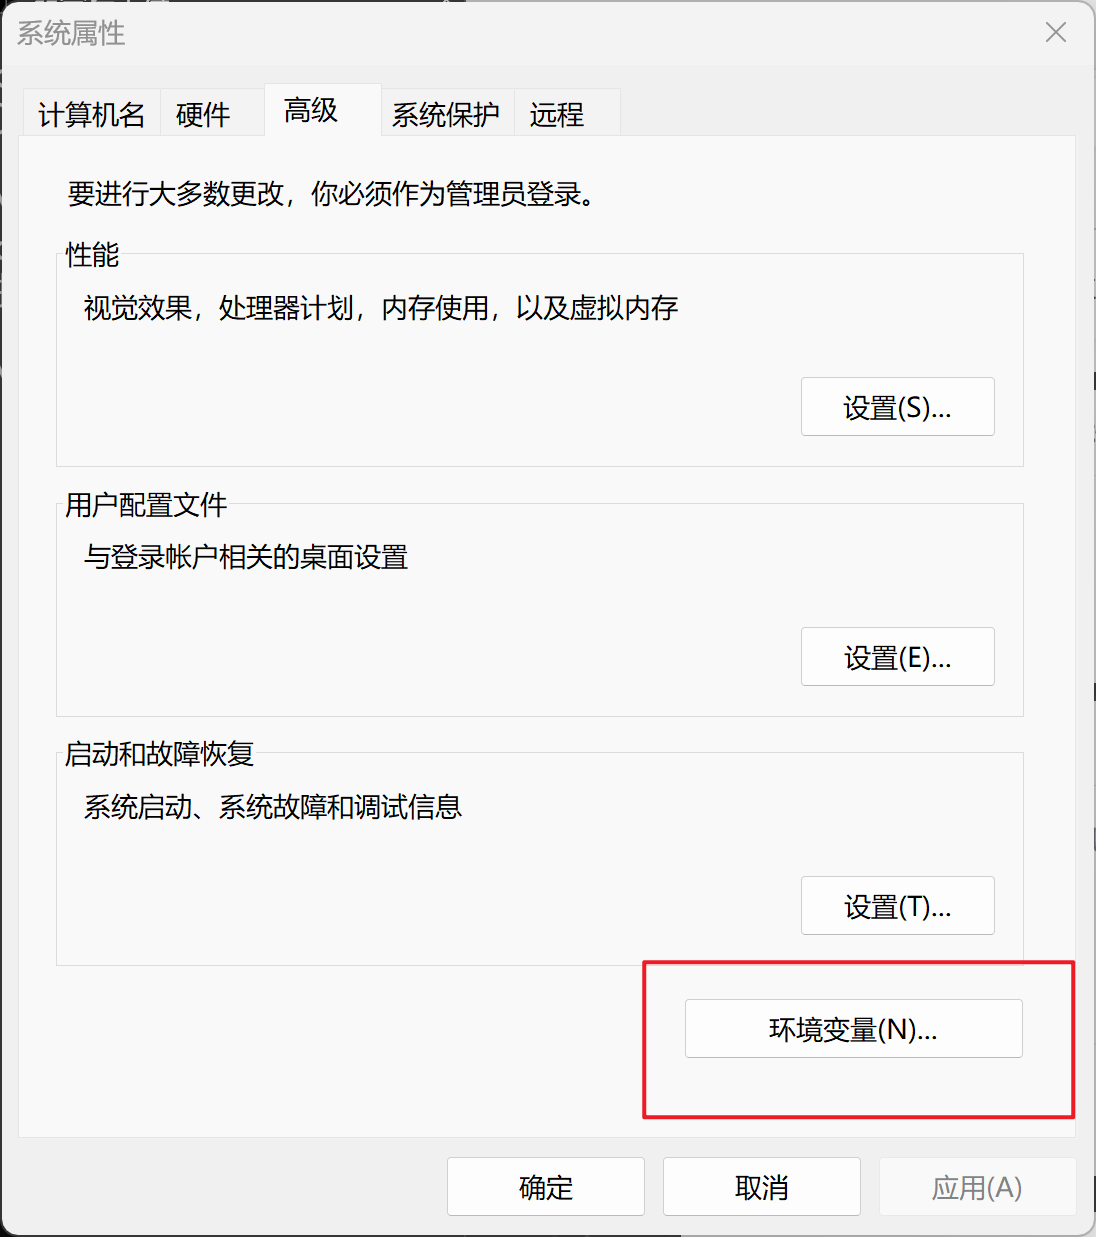 系统属性
计算机名 硬件 高级 系统保护 远程
要进行大多数更改，你必须作为管理员登录。
性能
视觉效果，处理器计划，内存使用，以及虚拟内存
设置(S)...
用户配置文件
与登录帐户相关的桌面设置
设置(E)...
启动和故障恢复
系统启动、系统故障和调试信息
设置(T)...
环境变量(N)...
确定 取消 应用(A)